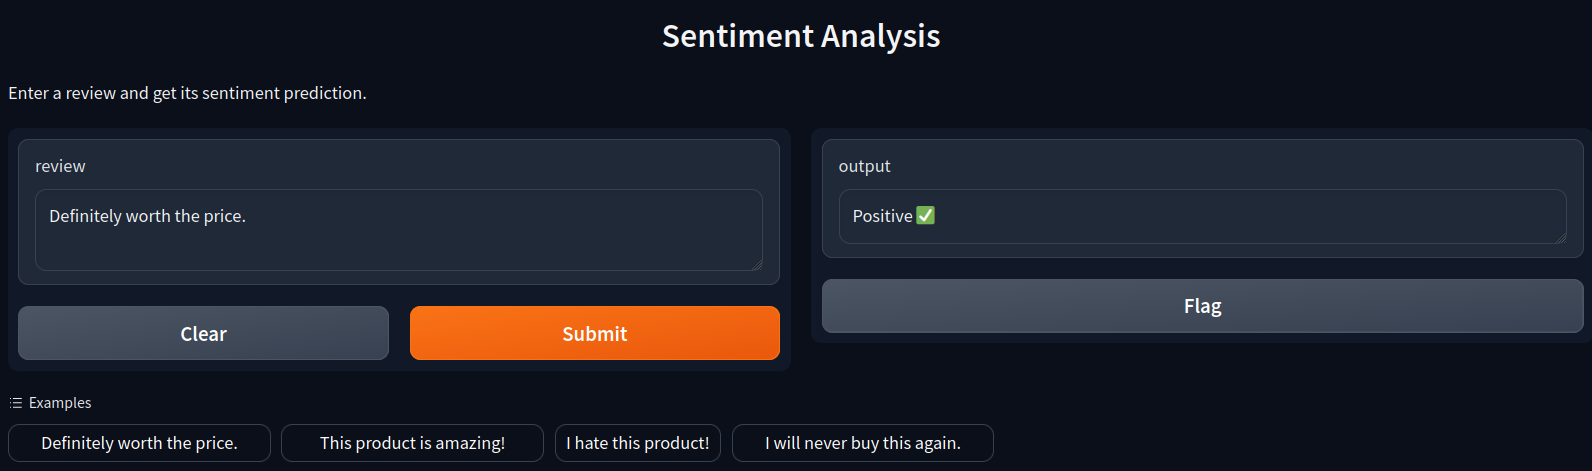 Sentiment Analysis
Enter a review and get its sentiment prediction.
review
Definitely worth the price.
Clear
Submit
output
Positive ✅
Flag
Examples
Definitely worth the price.
This product is amazing!
I hate this product!
I will never buy this again.